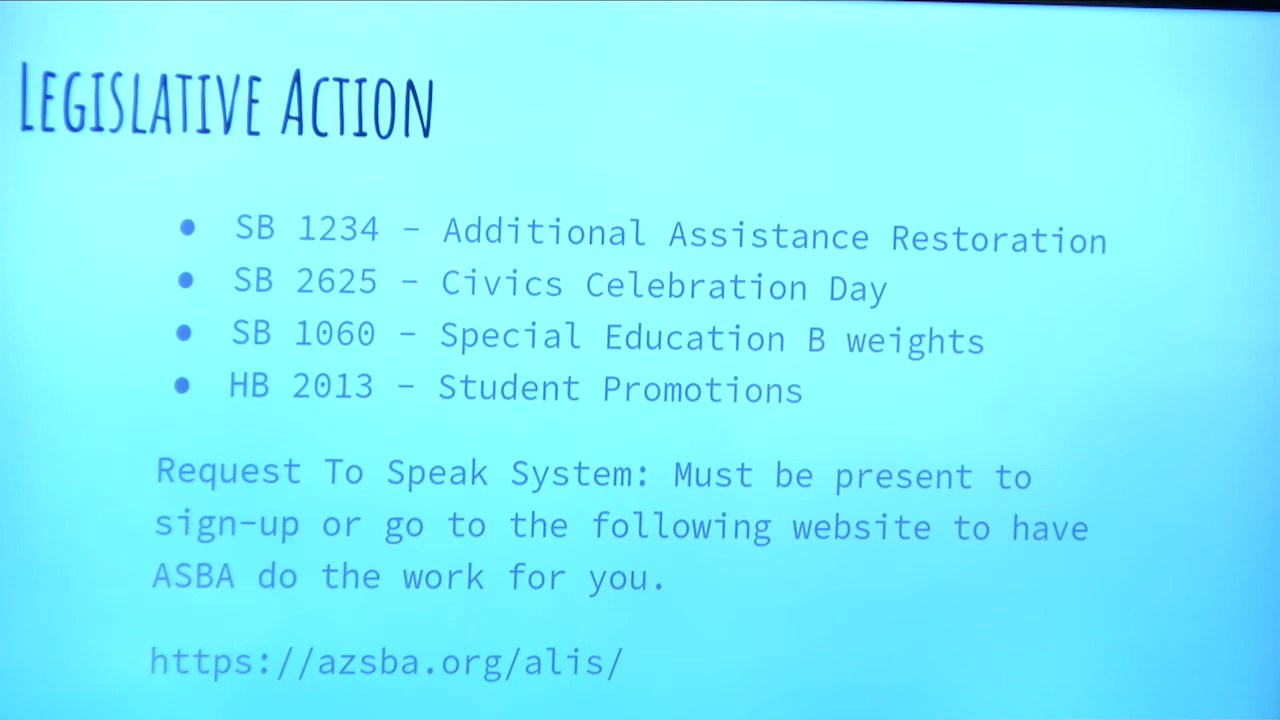 LEGISLATIVE ACTION
● SB 1234 – Additional Assistance Restoration
● SB 2625 – Civics Celebration Day
● SB 1060 – Special Education B weights
● HB 2013 – Student Promotions
Request To Speak System: Must be present to
sign-up or go to the following website to have
ASBA do the work for you.
https://azsba.org/alis/